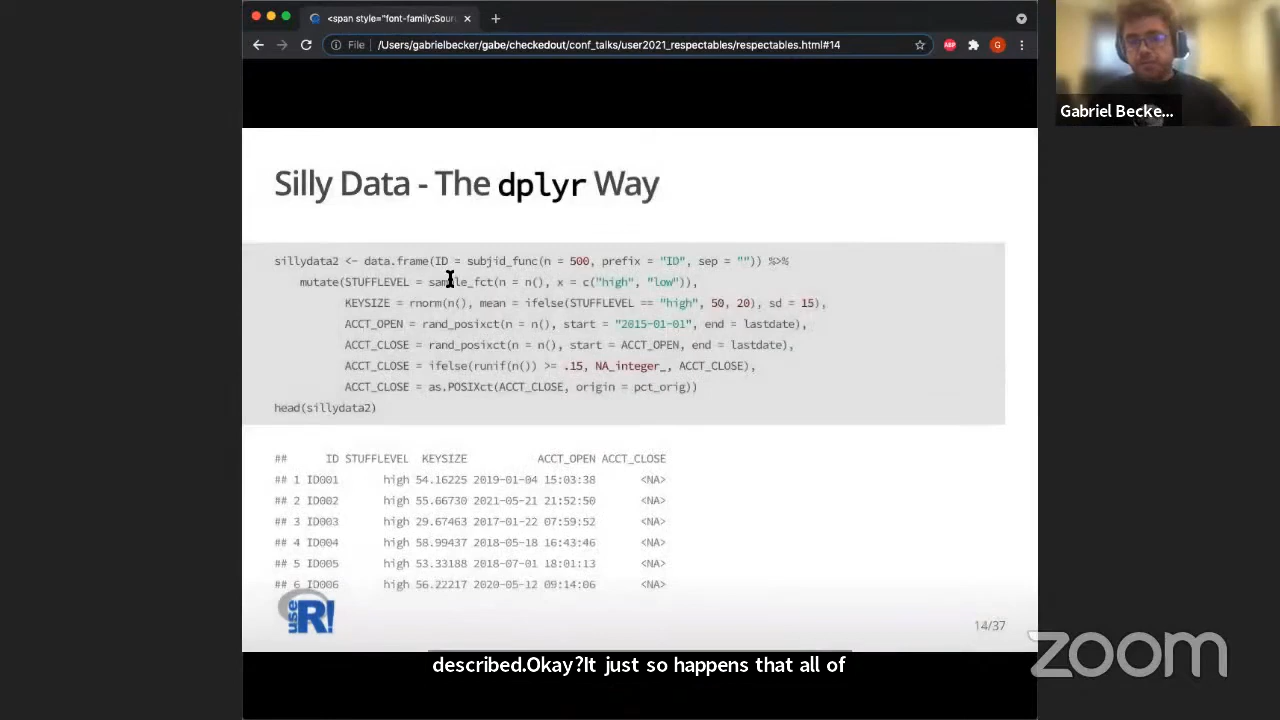 <span style="font-family:Sour
File
/Users/gabrielbecker/gabe/checkedout/conf_talks/user2021_respectables/respectables.html#14
ABP
G
Gabriel Becke...
Silly Data - The dplyr Way
sillydata2 <- data.frame(ID = subjid_func(n = 500, prefix = "ID", sep = "")) %>%
mutate(STUFFLEVEL = sample_fct(n = n(), x = c("high", "low")),
KEYSIZE = rnorm(n(), mean = ifelse(STUFFLEVEL == "high", 50, 20), sd = 15),
ACCT_OPEN = rand_posixct(n = n(), start = "2015-01-01", end = lastdate),
ACCT_CLOSE = rand_posixct(n = n(), start = ACCT_OPEN, end = lastdate),
ACCT_CLOSE = ifelse(runif(n()) >= .15, NA_integer_, ACCT_CLOSE),
ACCT_CLOSE = as.POSIXct(ACCT_CLOSE, origin = pct_orig))
head(sillydata2)
## ID STUFFLEVEL KEYSIZE ACCT_OPEN ACCT_CLOSE
## 1 ID001 high 54.16225 2019-01-04 15:03:38 <NA>
## 2 ID002 high 55.66730 2021-05-21 21:52:50 <NA>
## 3 ID003 high 29.67463 2017-01-22 07:59:52 <NA>
## 4 ID004 high 58.99437 2018-05-18 16:43:46 <NA>
## 5 ID005 high 53.33188 2018-07-01 18:01:13 <NA>
## 6 ID006 high 56.22217 2020-05-12 09:14:06 <NA>
use R!
14/37
described.Okay?It just so happens that all of
zoom